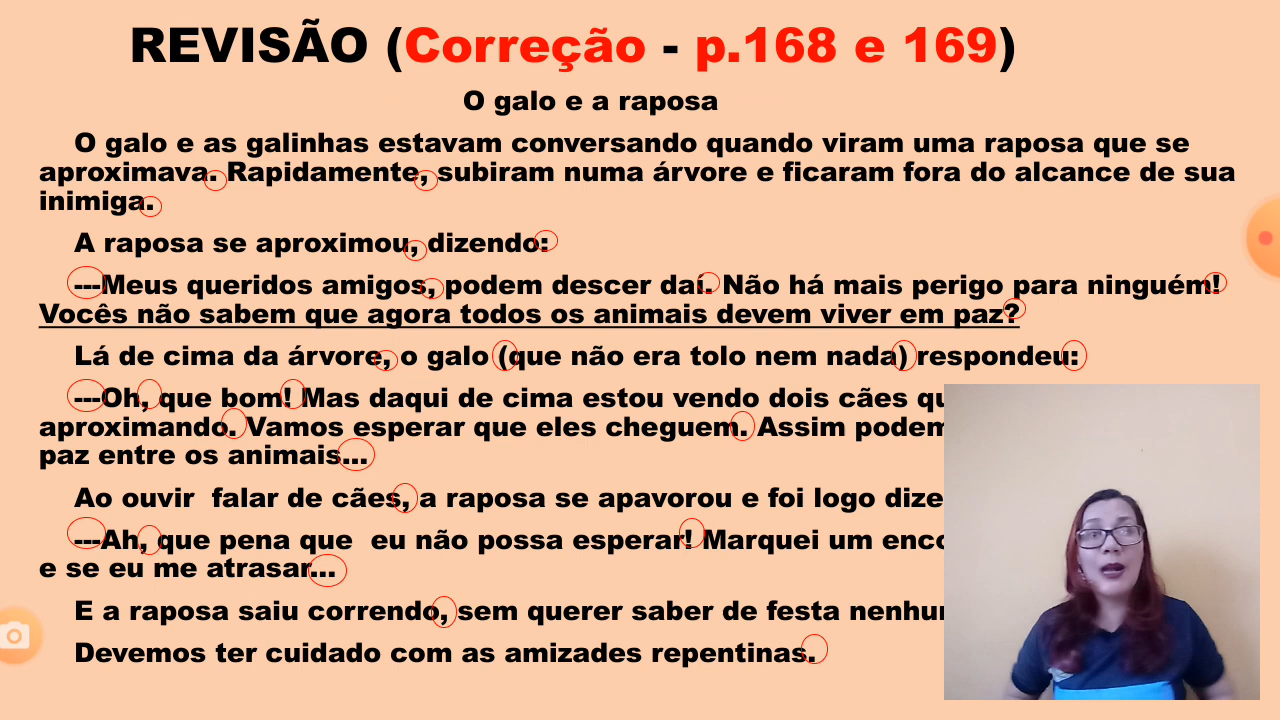 REVISÃO (Correção - p.168 e 169)
O galo e a raposa
O galo e as galinhas estavam conversando quando viram uma raposa que se
aproximava. Rapidamente, subiram numa árvore e ficaram fora do alcance de sua
inimiga.
A raposa se aproximou, dizendo:
---Meus queridos amigos, podem descer daí. Não há mais perigo para ninguém!
Vocês não sabem que agora todos os animais devem viver em paz?
Lá de cima da árvore, o galo (que não era tolo nem nada) respondeu:
---Oh, que bom! Mas daqui de cima estou vendo dois cães
aproximando. Vamos esperar que eles cheguem. Assim
paz entre os animais...
Ao ouvir falar de cães, a raposa se apavorou e foi logo
---Ah, que pena que eu não possa esperar! Marquei um
e se eu me atrasar...
E a raposa saiu correndo, sem querer saber de festa
Devemos ter cuidado com as amizades repentinas.